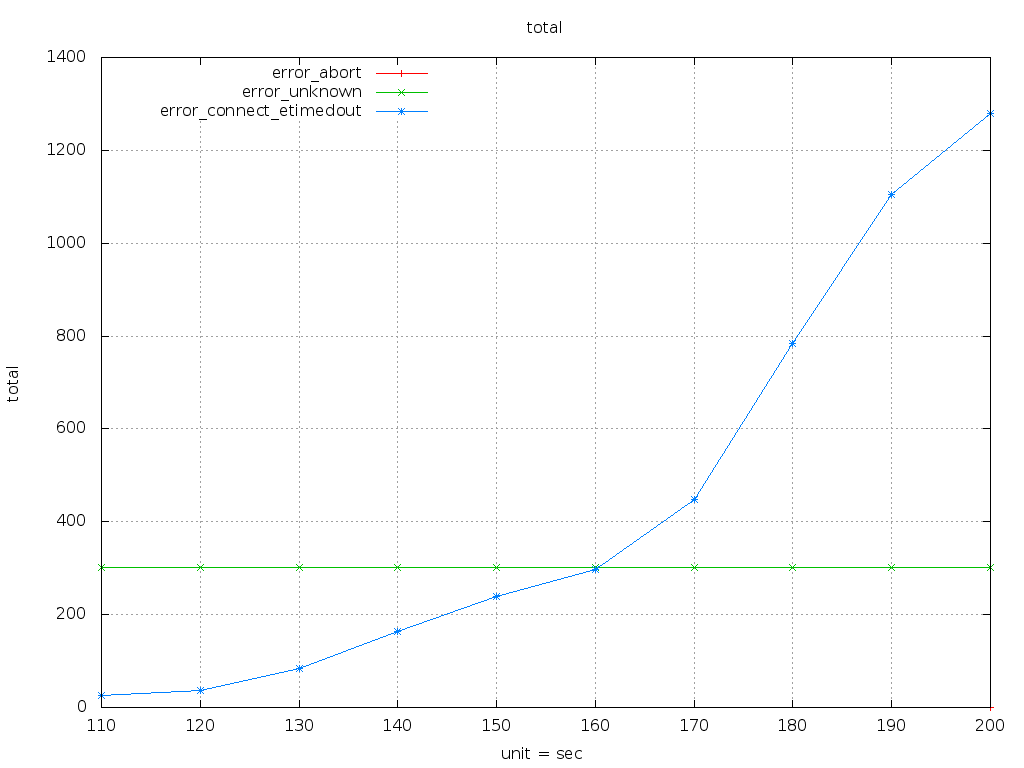 total
1400
1200
1000
800
600
400
200
0
total
error_abort
error_unknown
error_connect_etimedout
110 120 130 140 150 160 170 180 190 200
unit = sec